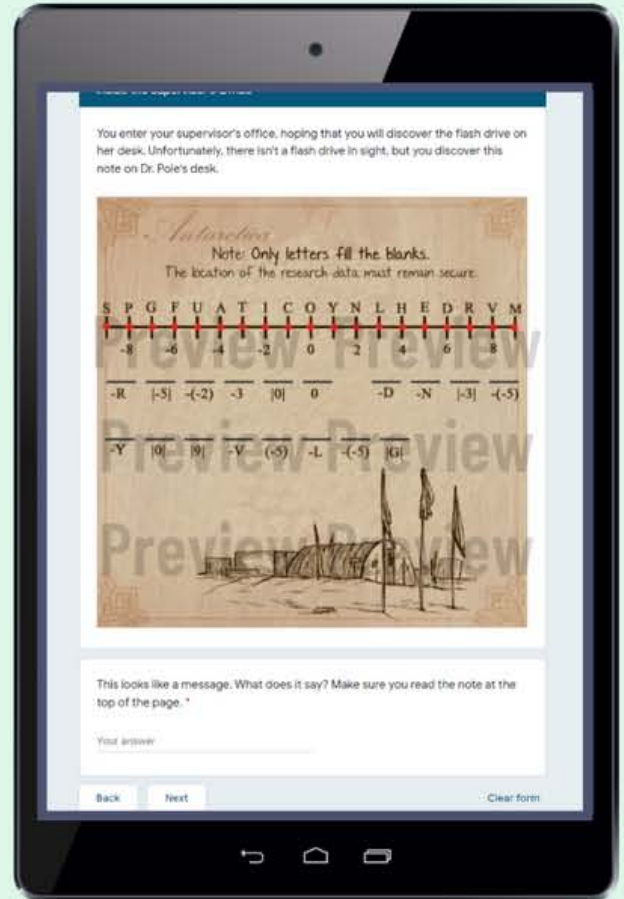 You enter your supervisor's office, hoping that you will discover the flash drive on
her desk. Unfortunately, there isn't a flash drive in sight, but you discover this
note on Dr. Pole's desk.
Antarctica
Note: Only letters fill the blanks.
The location of the research data must remain secure.
S P G F U A T I C O Y N L H E D R V M
-8 -6 -4 -2 0 2 4 6 8
-R |-5| -(-2) -3 |0| 0 -D -N |-3| -(-5)
-Y |0| |9| -V (-5) -L -(-5) |G|
Preview Preview
Preview Preview
Preview Preview
This looks like a message. What does it say? Make sure you read the note at the
top of the page. *
Your answer
Back Next Clear form